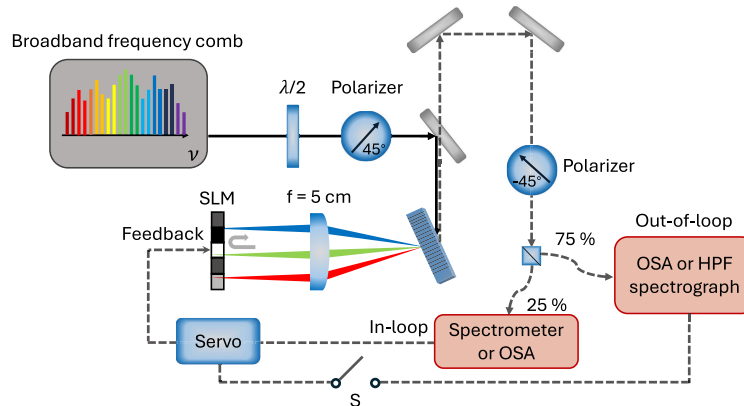 Broadband frequency comb
ν
λ/2
Polarizer
45°
Polarizer
-45°
SLM
f = 5 cm
Feedback
Out-of-loop
75 %
OSA or HPF
spectrograph
25 %
In-loop
Spectrometer
or OSA
Servo
S